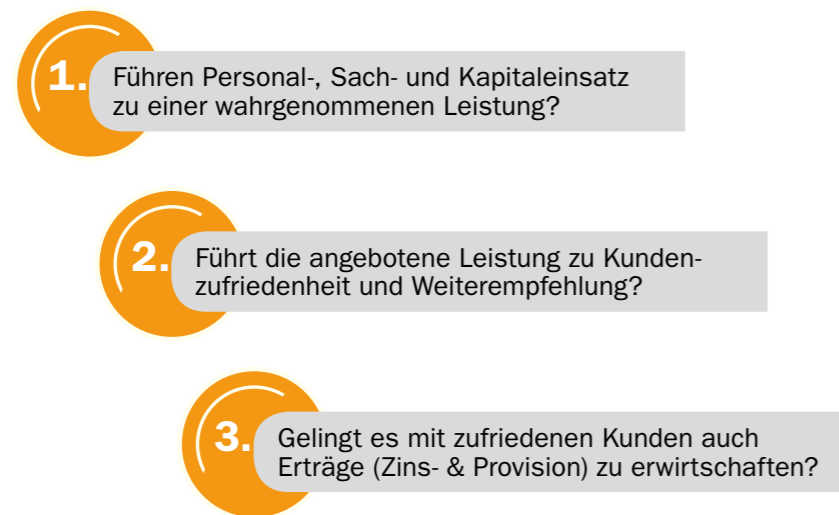 1.
Führen Personal-, Sach- und Kapitaleinsatz
zu einer wahrgenommenen Leistung?
2.
Führt die angebotene Leistung zu Kunden-
zufriedenheit und Weiterempfehlung?
3.
Gelingt es mit zufriedenen Kunden auch
Erträge (Zins- & Provision) zu erwirtschaften?